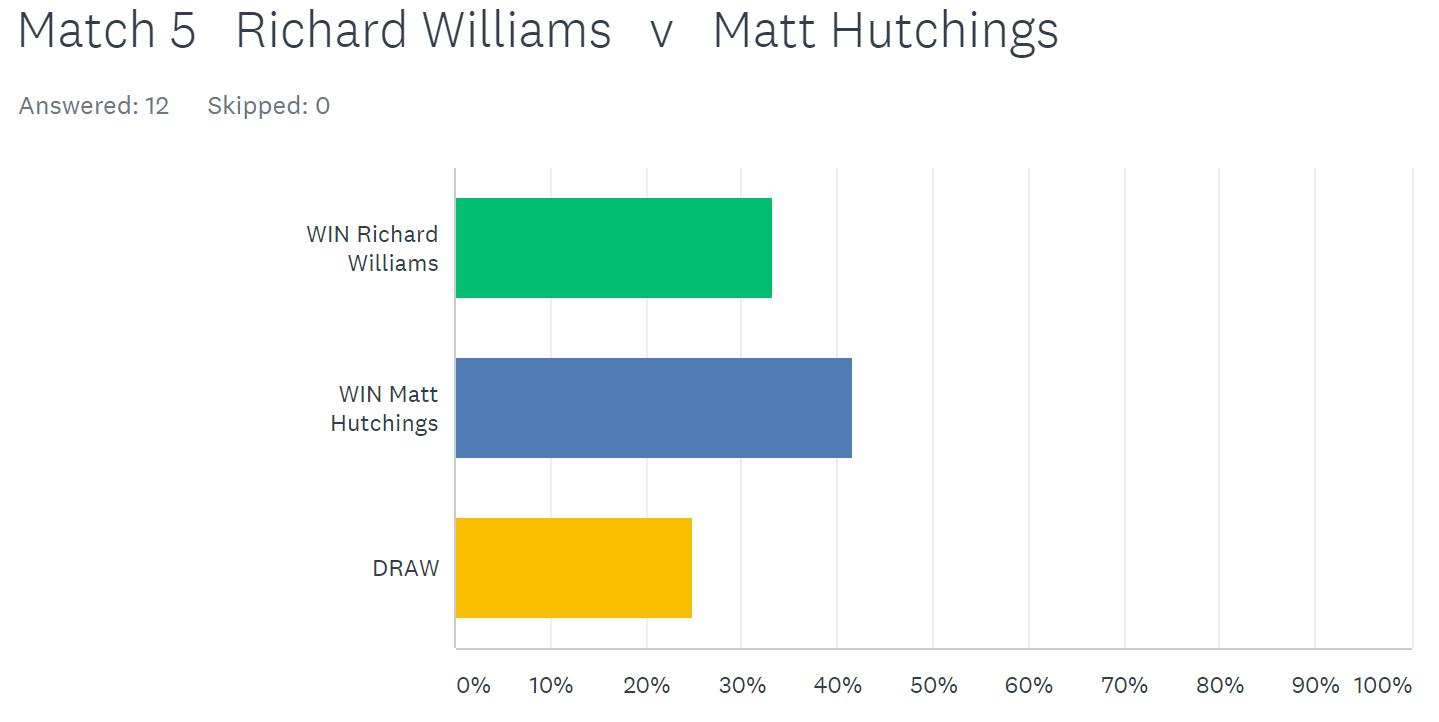 Match 5 Richard Williams v Matt Hutchings
Answered: 12 Skipped: 0
WIN Richard
Williams
WIN Matt
Hutchings
DRAW
0% 10% 20% 30% 40% 50% 60% 70% 80% 90% 100%